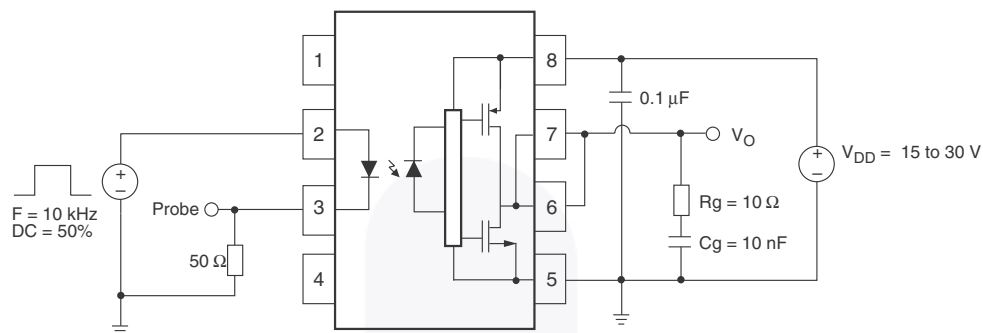 1
2
3
4
8
7
6
5
F = 10 kHz
DC = 50%
Probe
50 Ω
+
–
0.1 µF
V_O
Rg = 10 Ω
Cg = 10 nF
+
–
V_DD = 15 to 30 V